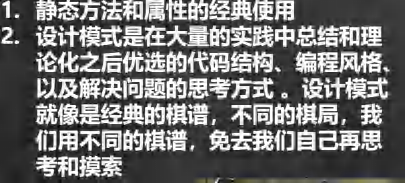 1. 静态方法和属性的经典使用
2. 设计模式是在大量的实践中总结和理
论化之后优选的代码结构、编程风格、
以及解决问题的思考方式 。设计模式
就像是经典的棋谱，不同的棋局，我
们用不同的棋谱，免去我们自己再思
考和摸索